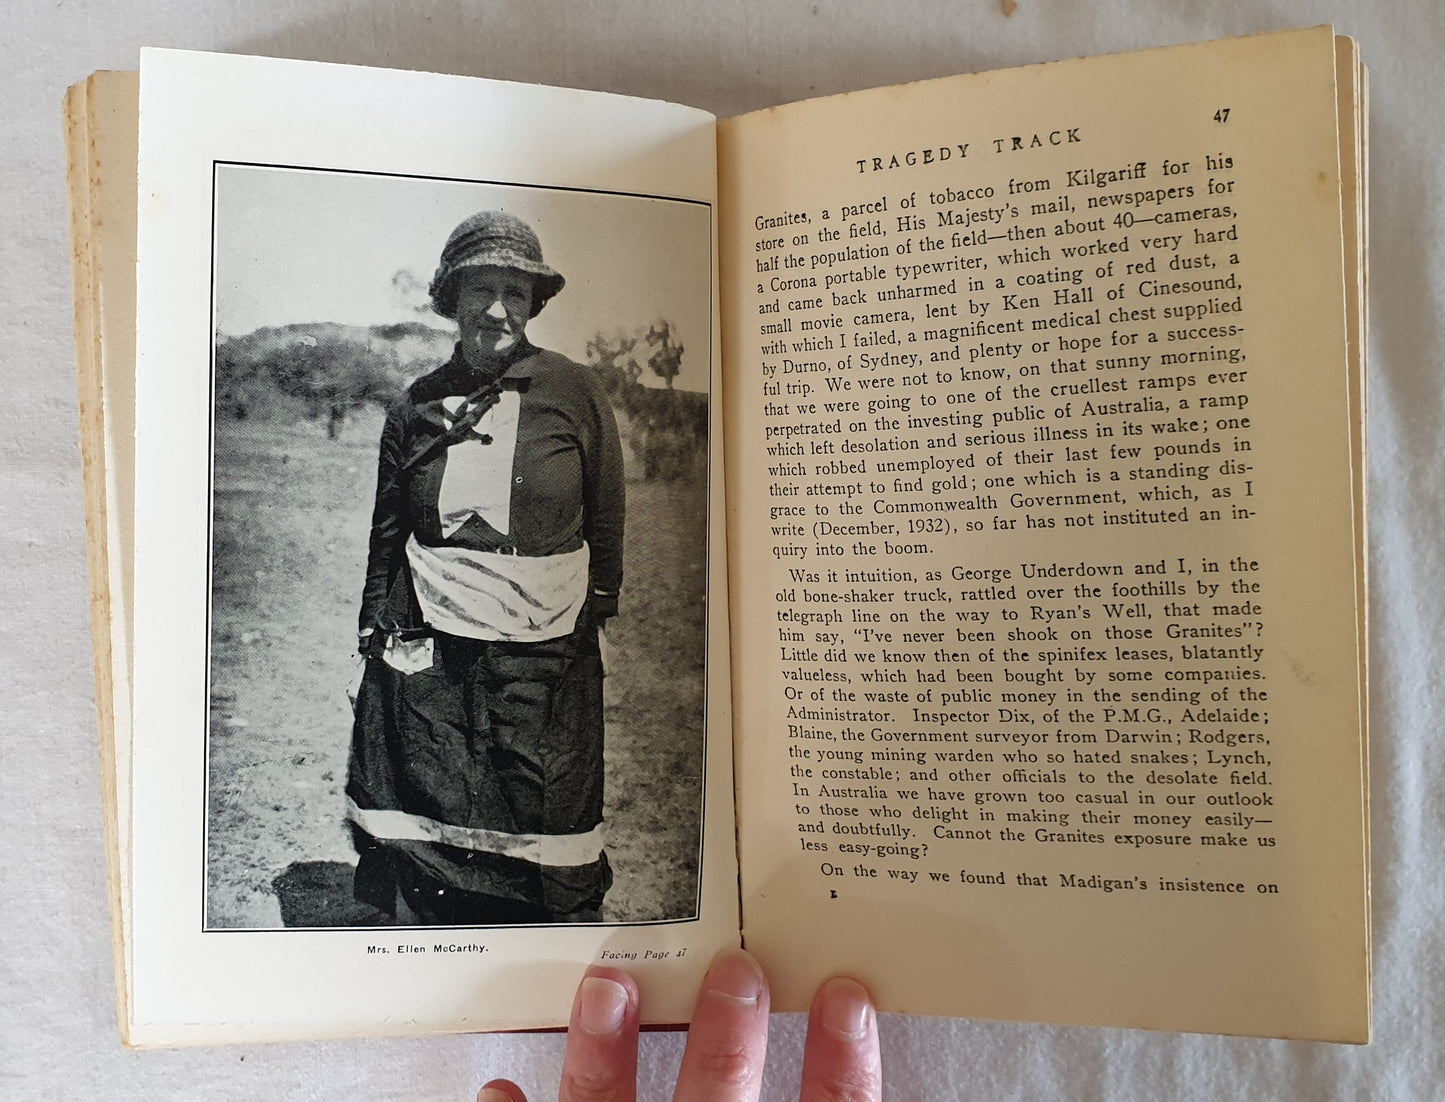 Mrs. Ellen McCarthy.
Facing Page 47
47
TRAGEDY TRACK
Granites, a parcel of tobacco from Kilgariff for his
store on the field, His Majesty's mail, newspapers for
half the population of the field—then about 40—cameras,
a Corona portable typewriter, which worked very hard
and came back unharmed in a coating of red dust, a
small movie camera, lent by Ken Hall of Cinesound,
with which I failed, a magnificent medical chest supplied
by Durno, of Sydney, and plenty or hope for a success-
ful trip. We were not to know, on that sunny morning,
that we were going to one of the cruellest ramps ever
perpetrated on the investing public of Australia, a ramp
which left desolation and serious illness in its wake; one
which robbed unemployed of their last few pounds in
their attempt to find gold; one which is a standing dis-
grace to the Commonwealth Government, which, as I
write (December, 1932), so far has not instituted an in-
quiry into the boom.
Was it intuition, as George Underdown and I, in the
old bone-shaker truck, rattled over the foothills by the
telegraph line on the way to Ryan's Well, that made
him say, "I've never been shook on those Granites"?
Little did we know then of the spinifex leases, blatantly
valueless, which had been bought by some companies.
Or of the waste of public money in the sending of the
Administrator. Inspector Dix, of the P.M.G., Adelaide;
Blaine, the Government surveyor from Darwin; Rodgers,
the young mining warden who so hated snakes; Lynch,
the constable; and other officials to the desolate field.
In Australia we have grown too casual in our outlook
to those who delight in making their money easily—
and doubtfully. Cannot the Granites exposure make us
less easy-going?
On the way we found that Madigan's insistence on
E